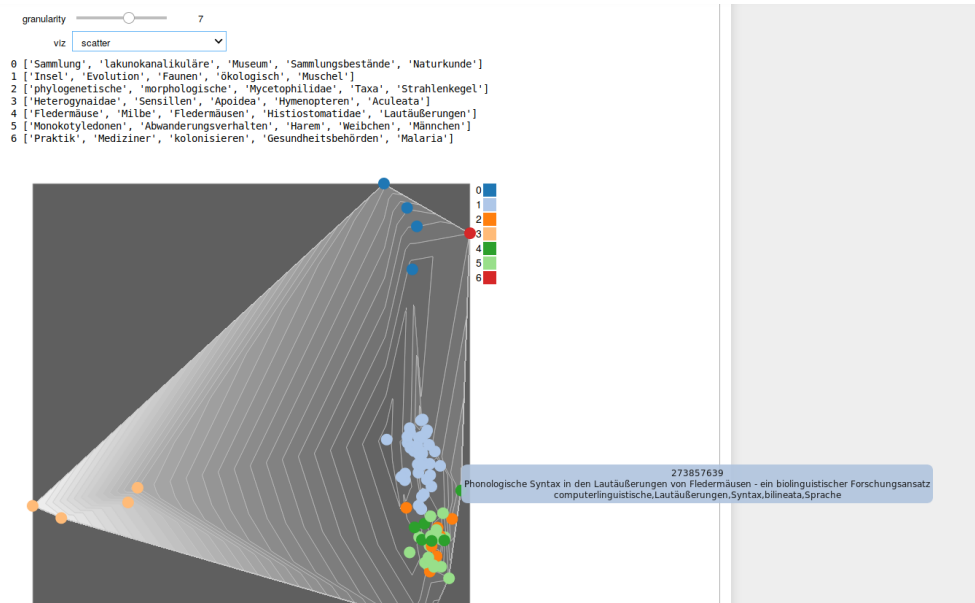 granularity 7
viz scatter
0 ['Sammlung', 'lakunokanalikuläre', 'Museum', 'Sammlungsbestände', 'Naturkunde']
1 ['Insel', 'Evolution', 'Faunen', 'ökologisch', 'Muschel']
2 ['phylogenetische', 'morphologische', 'Mycetophilidae', 'Taxa', 'Strahlenkegel']
3 ['Heterogynaidae', 'Sensillen', 'Apoidea', 'Hymenopteren', 'Aculeata']
4 ['Fledermäuse', 'Milbe', 'Fledermäusen', 'Histiostomatidae', 'Lautäußerungen']
5 ['Monokotyledonen', 'Abwanderungsverhalten', 'Harem', 'Weibchen', 'Männchen']
6 ['Praktik', 'Mediziner', 'kolonisieren', 'Gesundheitsbehörden', 'Malaria']
0
1
2
3
4
5
6
273857639
Phonologische Syntax in den Lautäußerungen von Fledermäusen - ein biolinguistischer Forschungsansatz
computerlinguistische,Lautäußerungen,Syntax,bilineata,Sprache